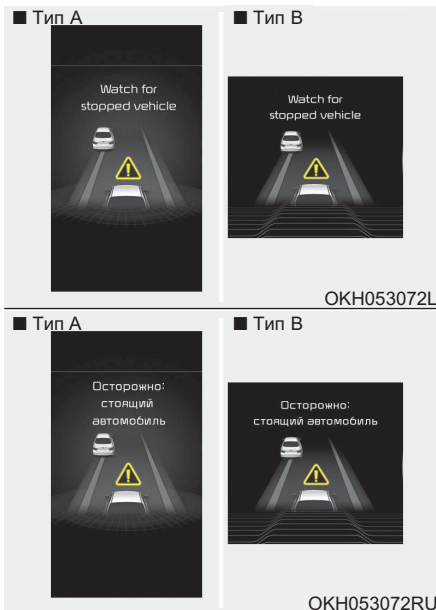 ■ Тип A
■ Тип B
Watch for
stopped vehicle
Watch for
stopped vehicle
OKH053072L
■ Тип A
■ Тип B
Осторожно:
стоящий
автомобиль
Осторожно:
стоящий автомобиль
OKH053072RU